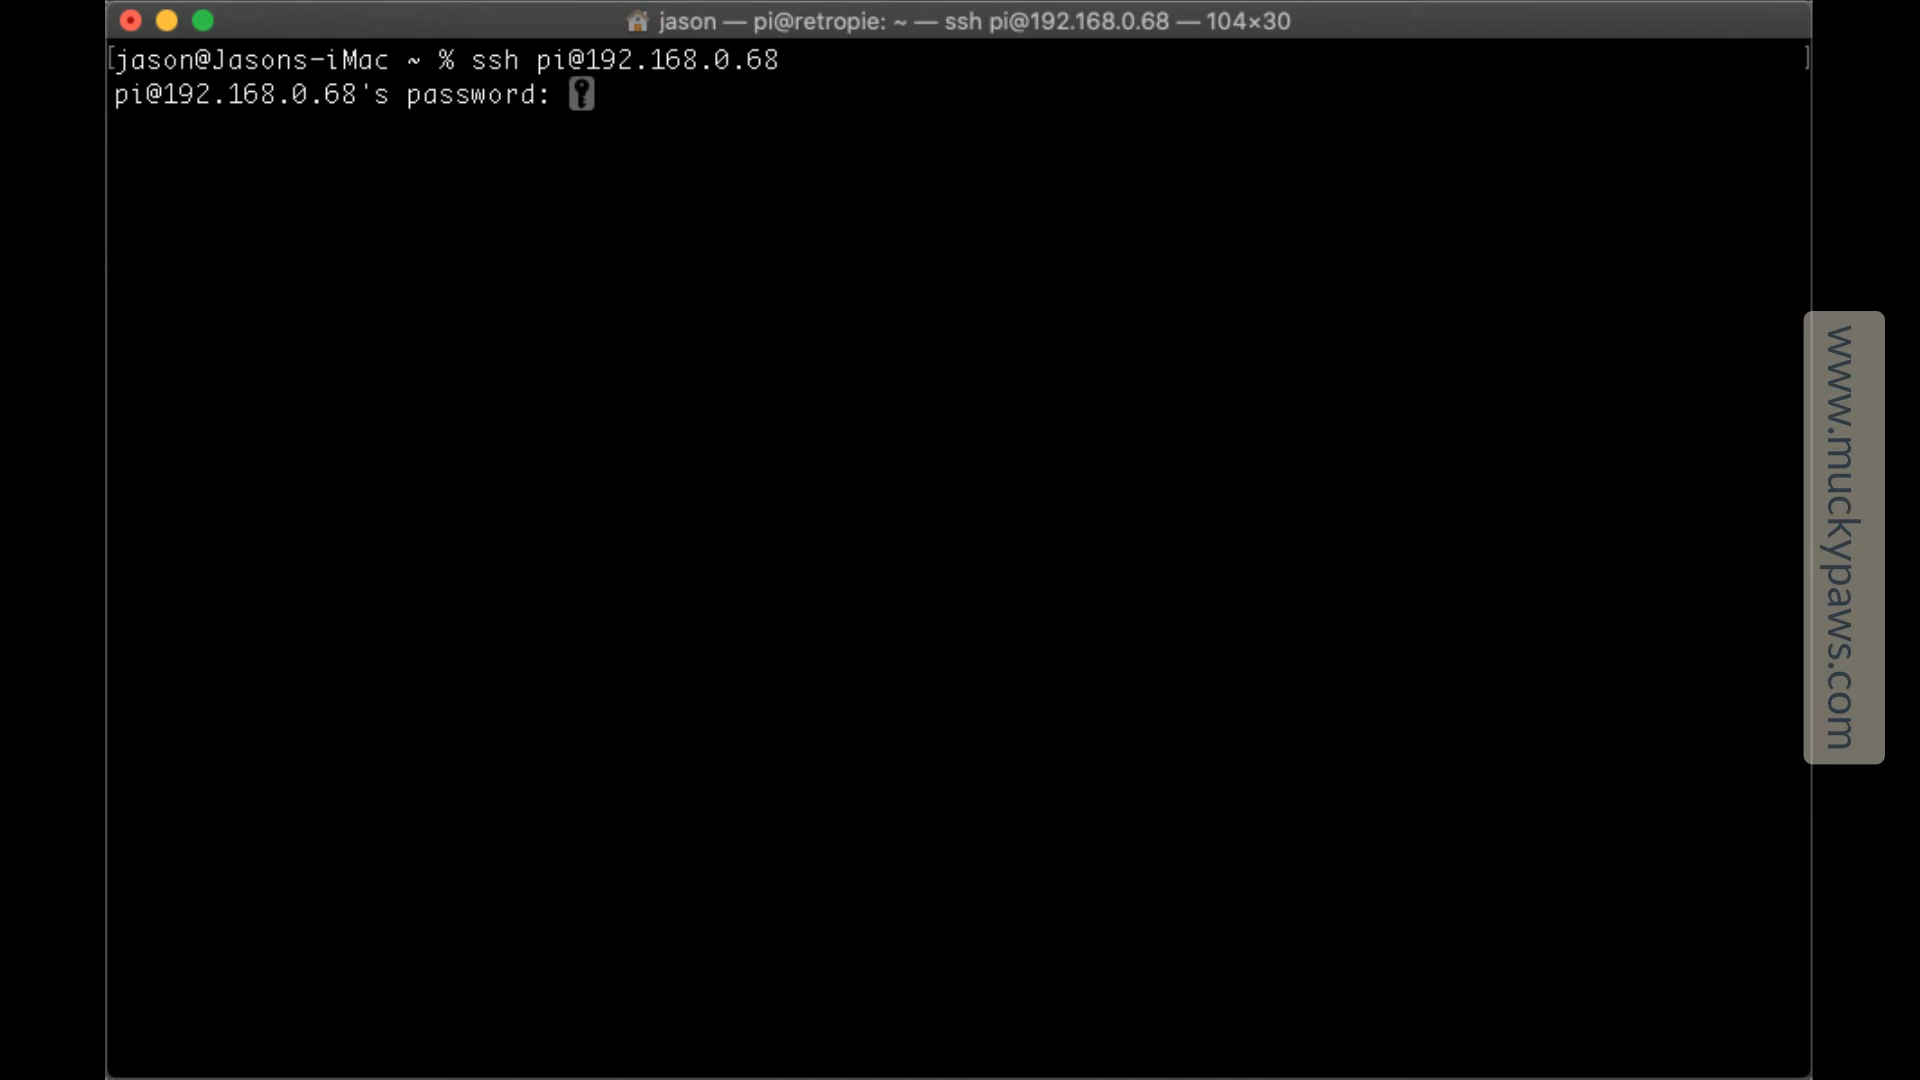 jason — pi@retropie: ~ — ssh pi@192.168.0.68 — 104×30
[jason@Jasons-iMac ~ % ssh pi@192.168.0.68 ]
pi@192.168.0.68's password:
www.muckypaws.com